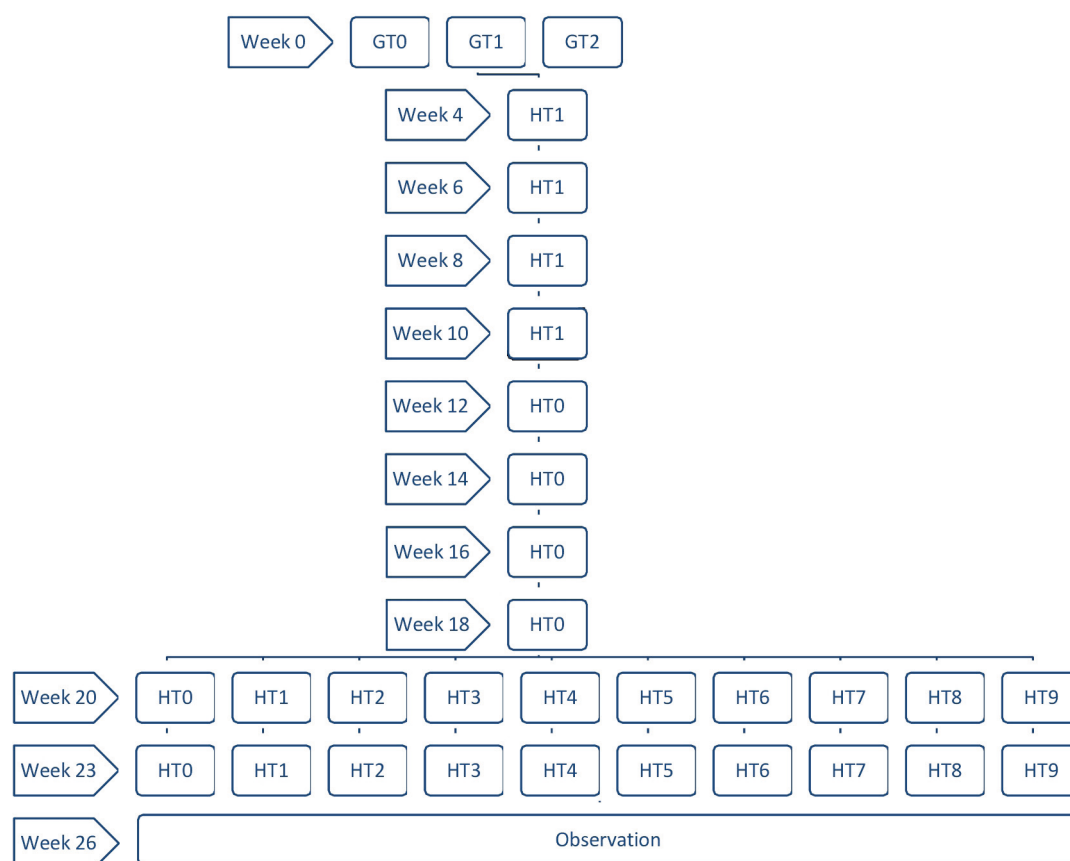 Week 0 GT0 GT1 GT2
Week 4 HT1
Week 6 HT1
Week 8 HT1
Week 10 HT1
Week 12 HT0
Week 14 HT0
Week 16 HT0
Week 18 HT0
Week 20 HT0 HT1 HT2 HT3 HT4 HT5 HT6 HT7 HT8 HT9
Week 23 HT0 HT1 HT2 HT3 HT4 HT5 HT6 HT7 HT8 HT9
Week 26 Observation